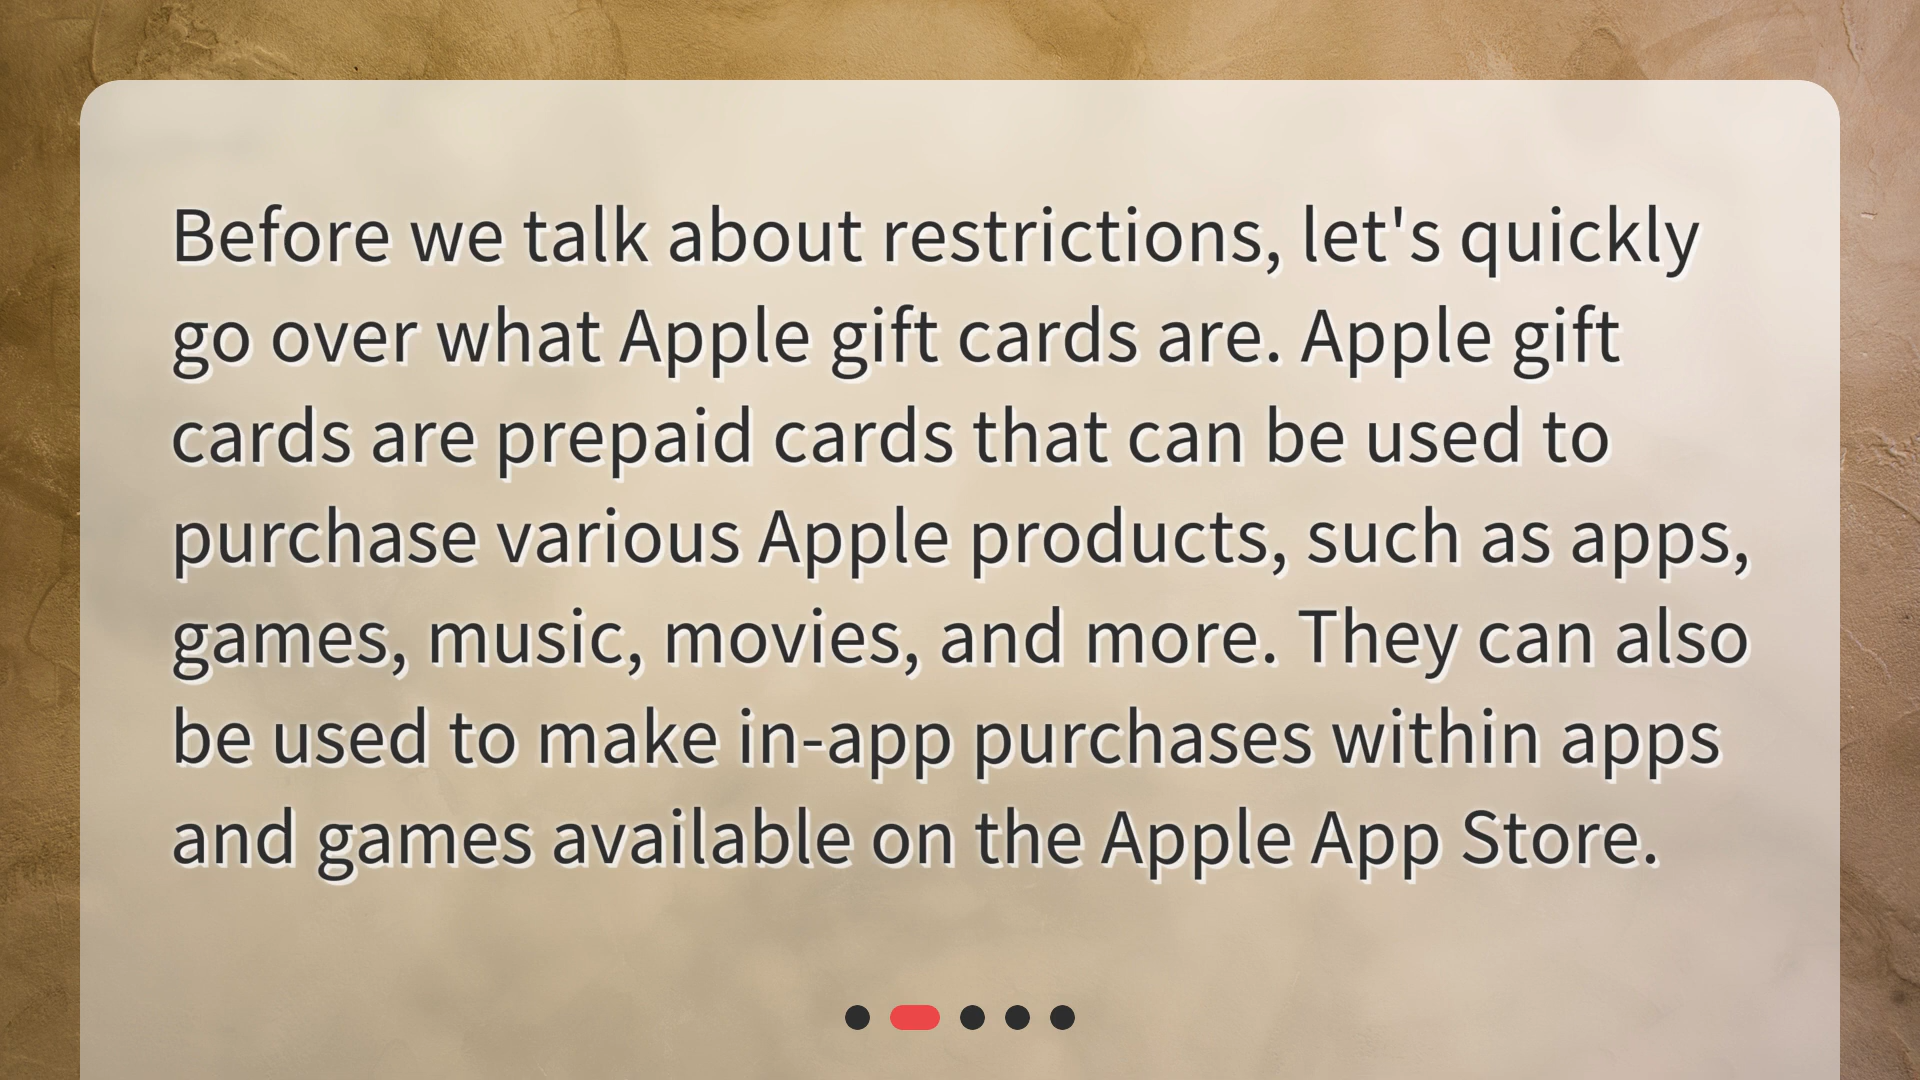 Before we talk about restrictions, let's quickly
go over what Apple gift cards are. Apple gift
cards are prepaid cards that can be used to
purchase various Apple products, such as apps,
games, music, movies, and more. They can also
be used to make in-app purchases within apps
and games available on the Apple App Store.